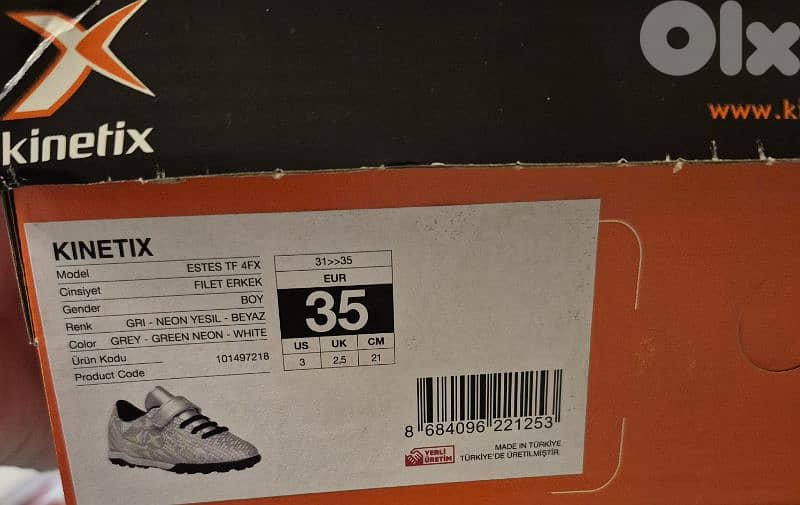 olx
www.ki
kinetix
KINETIX
Model ESTES TF 4FX
Cinsiyet FILET ERKEK
Gender BOY
Renk GRI - NEON YESIL - BEYAZ
Color GREY - GREEN NEON - WHITE
Ürün Kodu 101497218
Product Code
31>>35
EUR
35
US UK CM
3 2,5 21
8 684096 221253
YERLİ ÜRETİM
MADE IN TÜRKİYE
TÜRKİYE'DE ÜRETİLMİŞTİR.